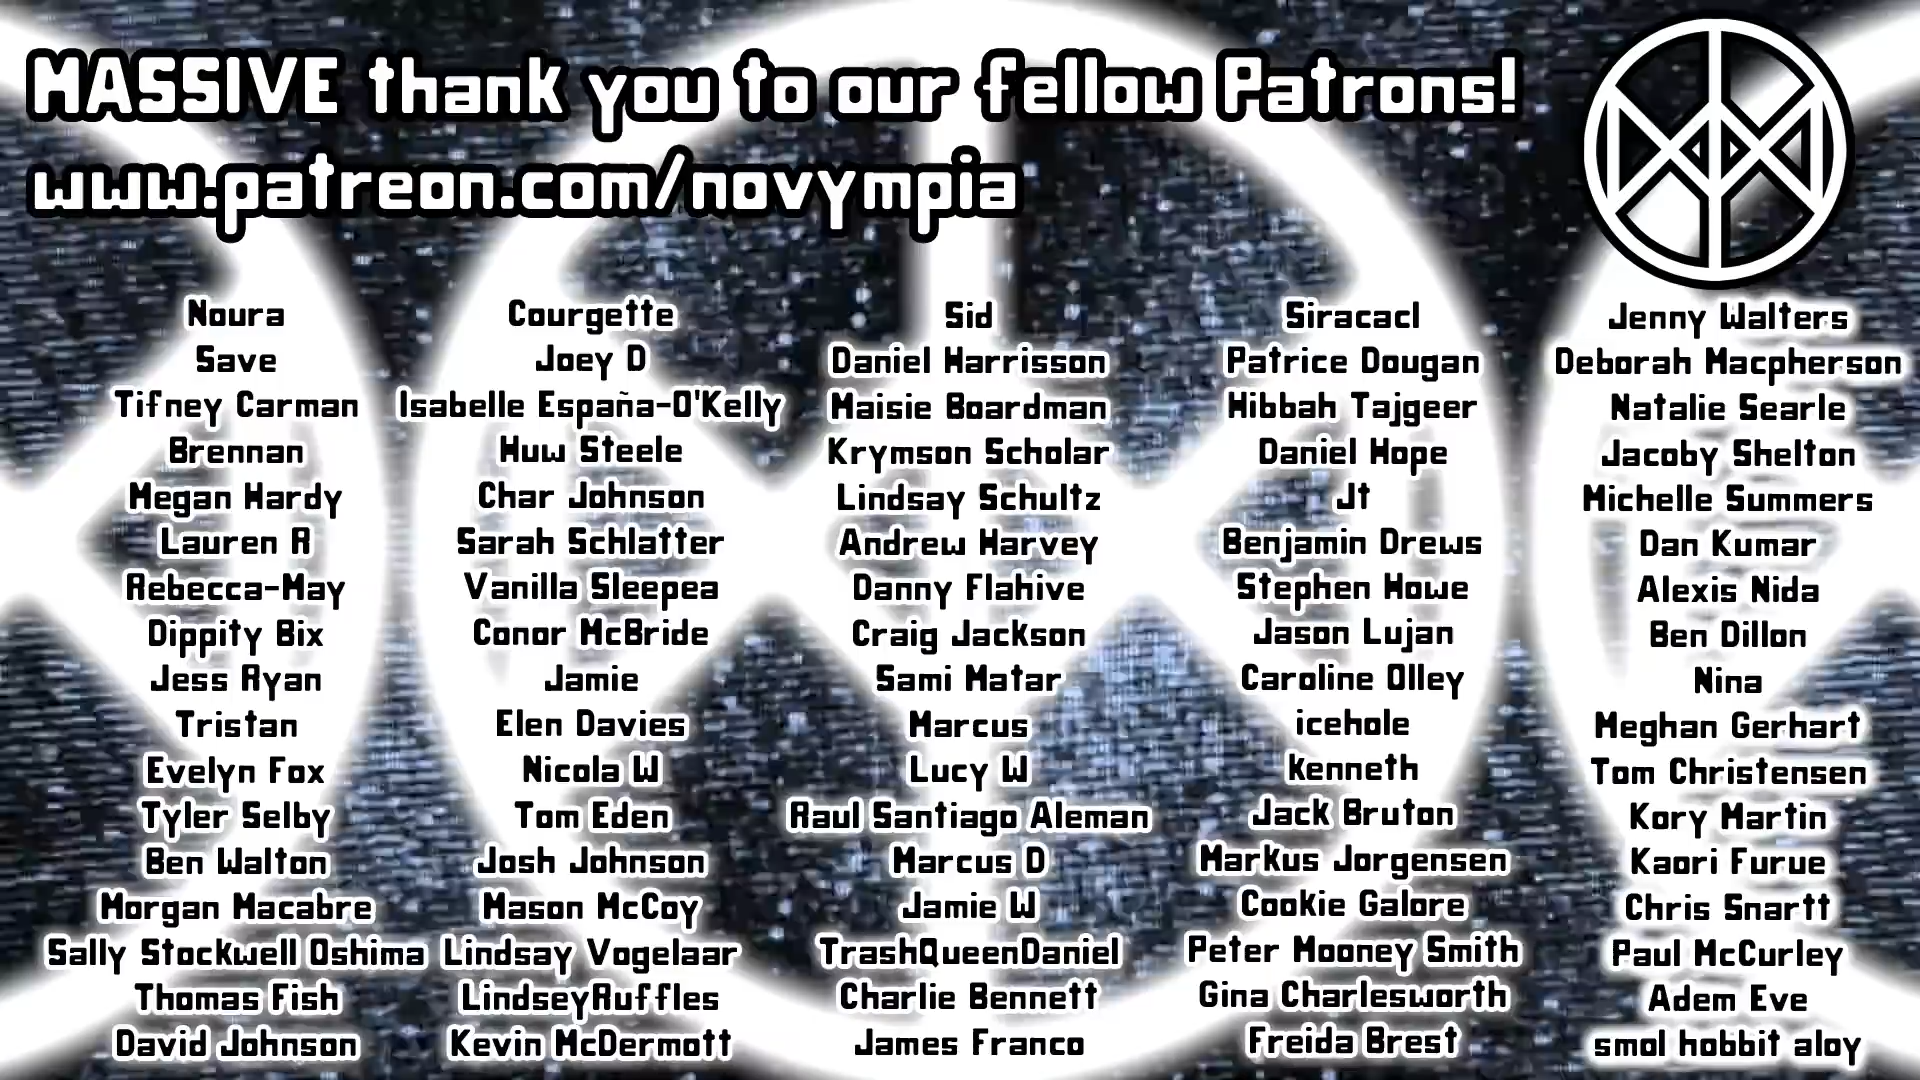 MASSIVE thank you to our fellow Patrons!
www.patreon.com/novympia
Noura
Save
Tifney Carman
Brennan
Megan Hardy
Lauren R
Rebecca-May
Dippity Bix
Jess Ryan
Tristan
Evelyn Fox
Tyler Selby
Ben Walton
Morgan Macabre
Sally Stockwell Oshima
Thomas Fish
David Johnson
Courgette
Joey D
Isabelle España-O'Kelly
Huw Steele
Char Johnson
Sarah Schlatter
Vanilla Sleepea
Conor McBride
Jamie
Elen Davies
Nicola W
Tom Eden
Josh Johnson
Mason McCoy
Lindsay Vogelaar
LindseyRuffles
Kevin McDermott
Sid
Daniel Harrisson
Maisie Boardman
Krymson Scholar
Lindsay Schultz
Andrew Harvey
Danny Flahive
Craig Jackson
Sami Matar
Marcus
Lucy W
Raul Santiago Aleman
Marcus D
Jamie W
TrashQueenDaniel
Charlie Bennett
James Franco
Siracacl
Patrice Dougan
Hibbah Tajgeer
Daniel Hope
Jt
Benjamin Drews
Stephen Howe
Jason Lujan
Caroline Olley
icehole
kenneth
Jack Bruton
Markus Jorgensen
Cookie Galore
Peter Mooney Smith
Gina Charlesworth
Freida Brest
Jenny Walters
Deborah Macpherson
Natalie Searle
Jacoby Shelton
Michelle Summers
Dan Kumar
Alexis Nida
Ben Dillon
Nina
Meghan Gerhart
Tom Christensen
Kory Martin
Kaori Furue
Chris Snartt
Paul McCurley
Adem Eve
smol hobbit aloy